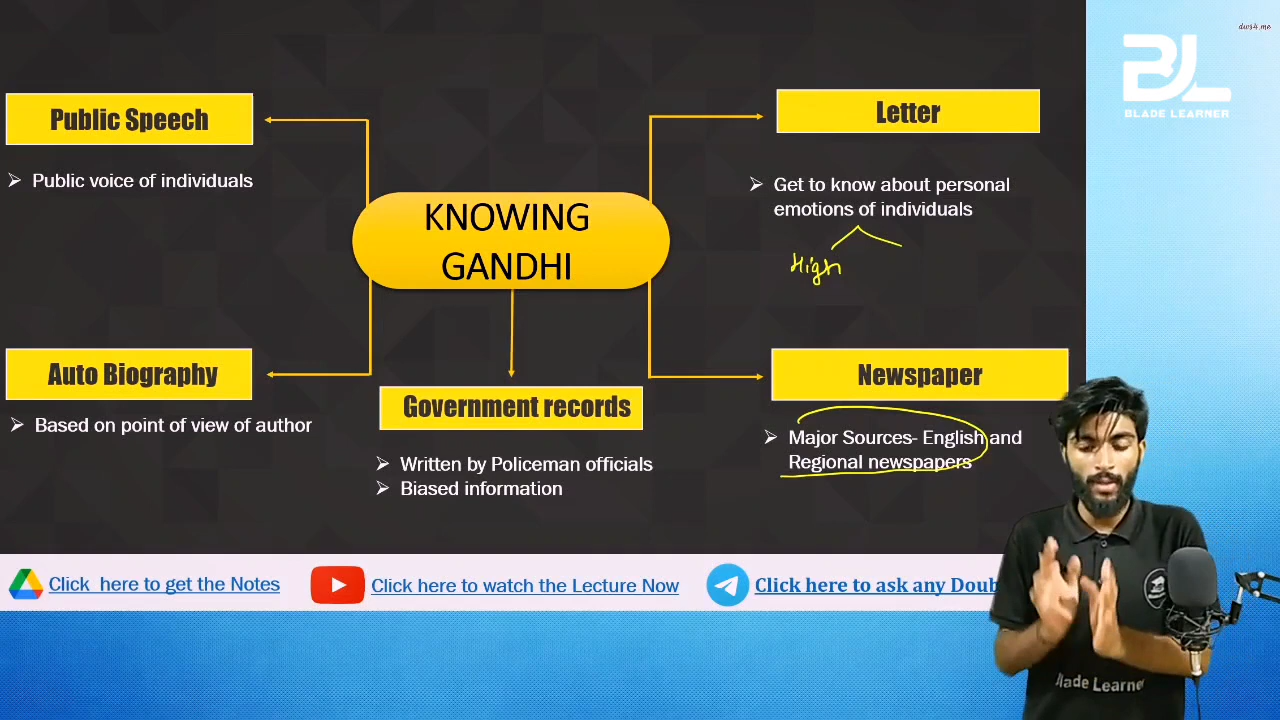 dws4.me
BL
BLADE LEARNER
Public Speech
Public voice of individuals
KNOWING
GANDHI
Letter
Get to know about personal
emotions of individuals
High
Auto Biography
Based on point of view of author
Government records
Written by Policeman officials
Biased information
Newspaper
Major Sources- English and
Regional newspapers
Click here to get the Notes
Click here to watch the Lecture Now
Click here to ask any Doub
Blade Learner